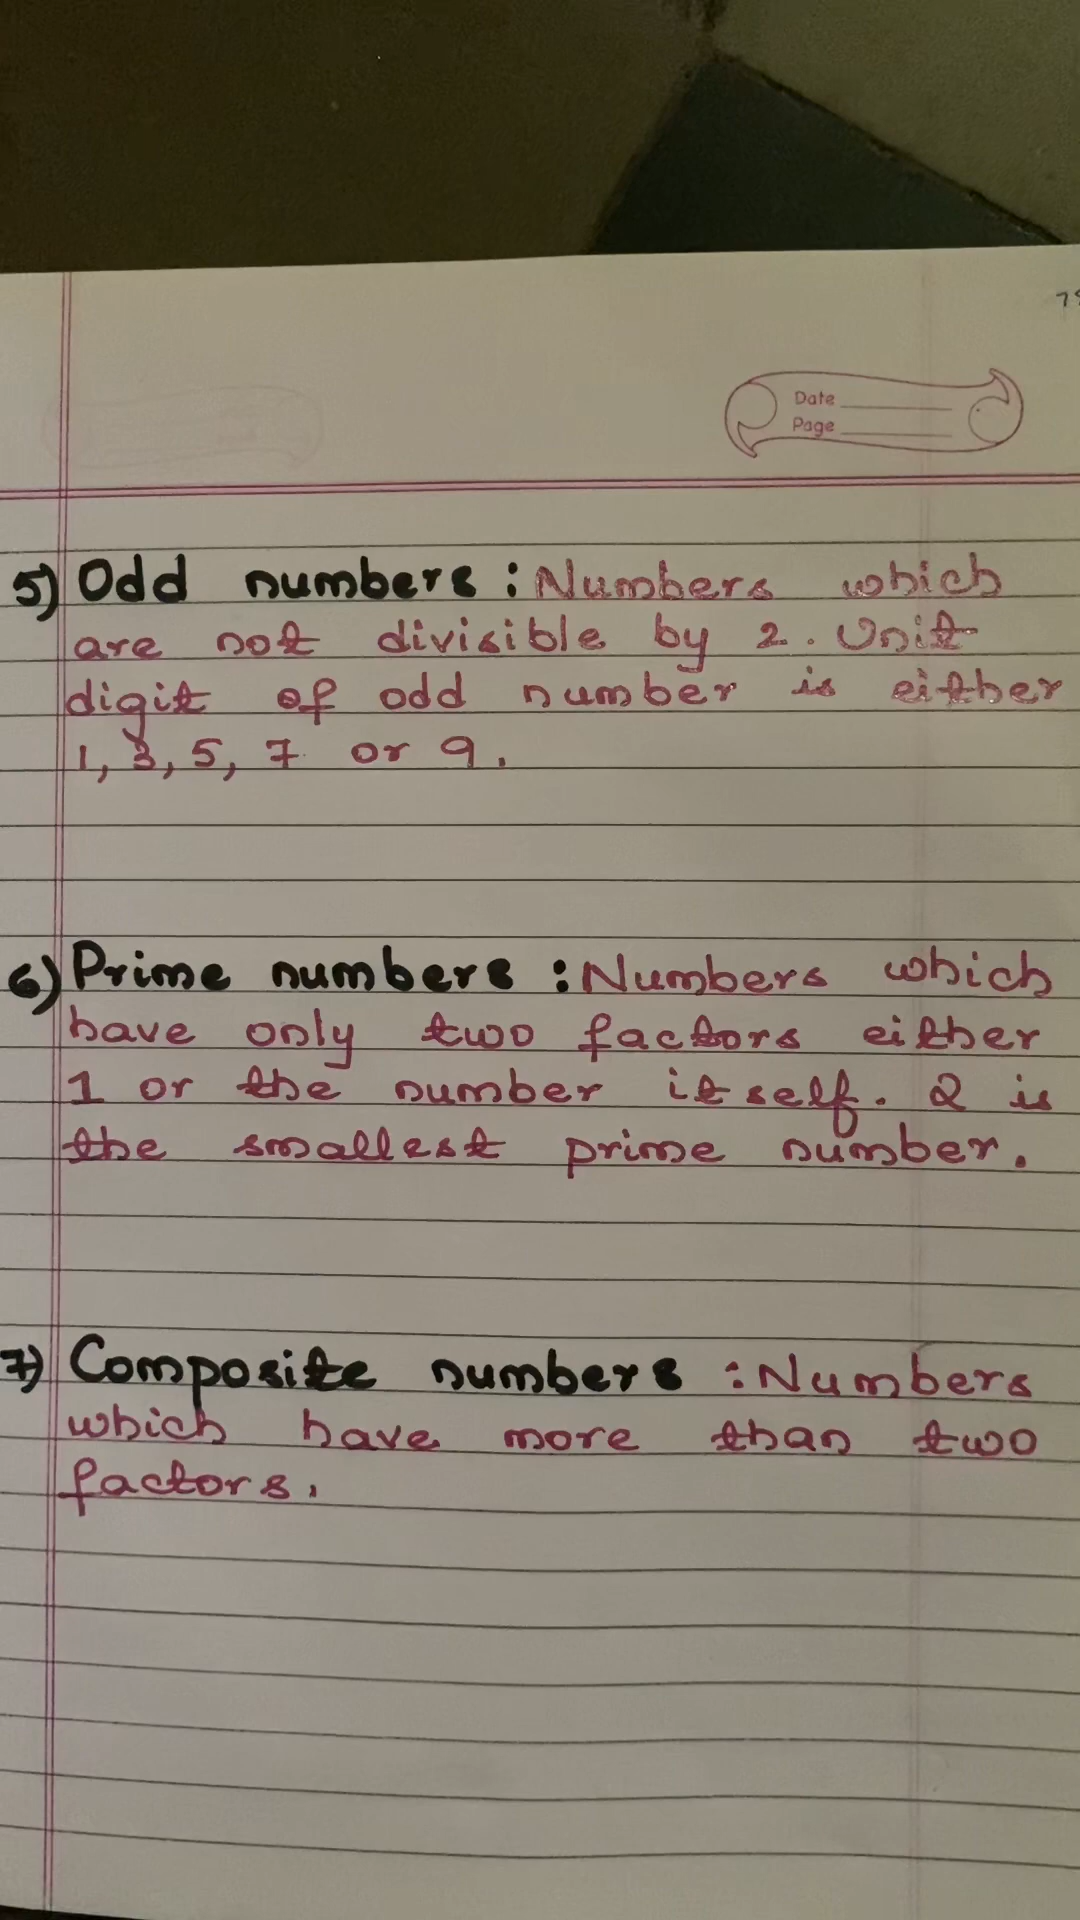 Date
Page
5) Odd numbers : Numbers which
are not divisible by 2. Unit
digit of odd number is either
1, 3, 5, 7 or 9.
6) Prime numbers : Numbers which
have only two factors either
1 or the number itself. 2 is
the smallest prime number.
7) Composite numbers : Numbers
which have more than two
factors.